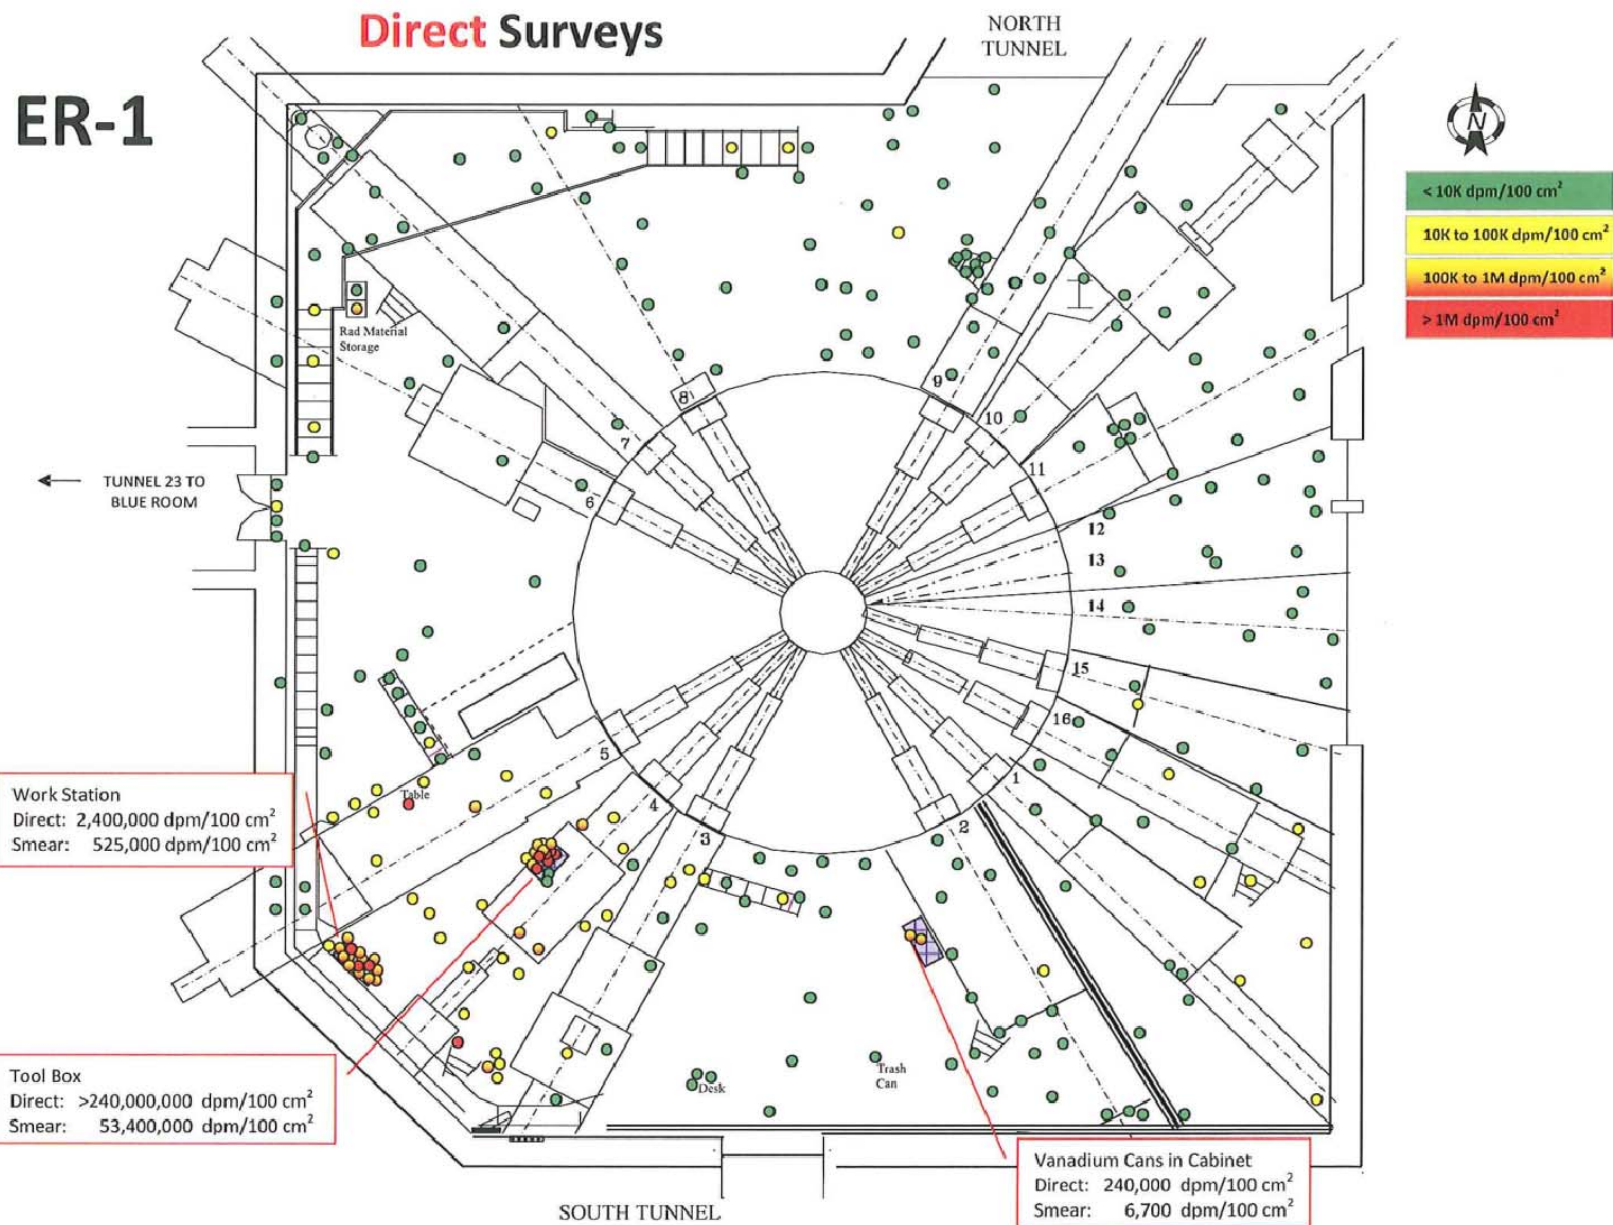 Direct Surveys
NORTH
TUNNEL
ER-1
N
< 10K dpm/100 cm²
10K to 100K dpm/100 cm²
100K to 1M dpm/100 cm²
> 1M dpm/100 cm²
Rad Material
Storage
8
9
10
7
11
TUNNEL 23 TO
BLUE ROOM
6
12
13
14
15
16
5
1
4
2
3
Table
Work Station
Direct: 2,400,000 dpm/100 cm²
Smear: 525,000 dpm/100 cm²
Tool Box
Direct: >240,000,000 dpm/100 cm²
Smear: 53,400,000 dpm/100 cm²
Desk
Trash
Can
Vanadium Cans in Cabinet
Direct: 240,000 dpm/100 cm²
Smear: 6,700 dpm/100 cm²
SOUTH TUNNEL